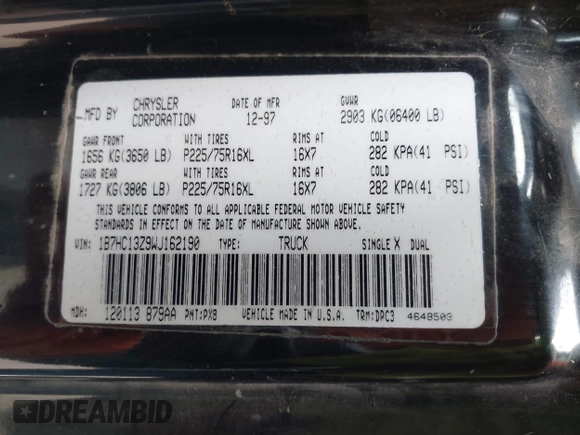 MFD BY CHRYSLER CORPORATION DATE OF MFR 12-97 GVWR 2903 KG(06400 LB)
GAWR FRONT WITH TIRES RIMS AT COLD
1656 KG(3650 LB) P225/75R16XL 16X7 282 KPA(41 PSI)
GAWR REAR WITH TIRES RIMS AT COLD
1727 KG(3806 LB) P225/75R16XL 16X7 282 KPA(41 PSI)
THIS VEHICLE CONFORMS TO ALL APPLICABLE FEDERAL MOTOR VEHICLE SAFETY
STANDARDS IN EFFECT ON THE DATE OF MANUFACTURE SHOWN ABOVE.
VIN: 1B7HC13Z9WJ162190 TYPE: TRUCK SINGLE X DUAL
MDH: 120113 879AA PNT:PX8 VEHICLE MADE IN U.S.A. TRM:DPC3 4648503
DREAMBID